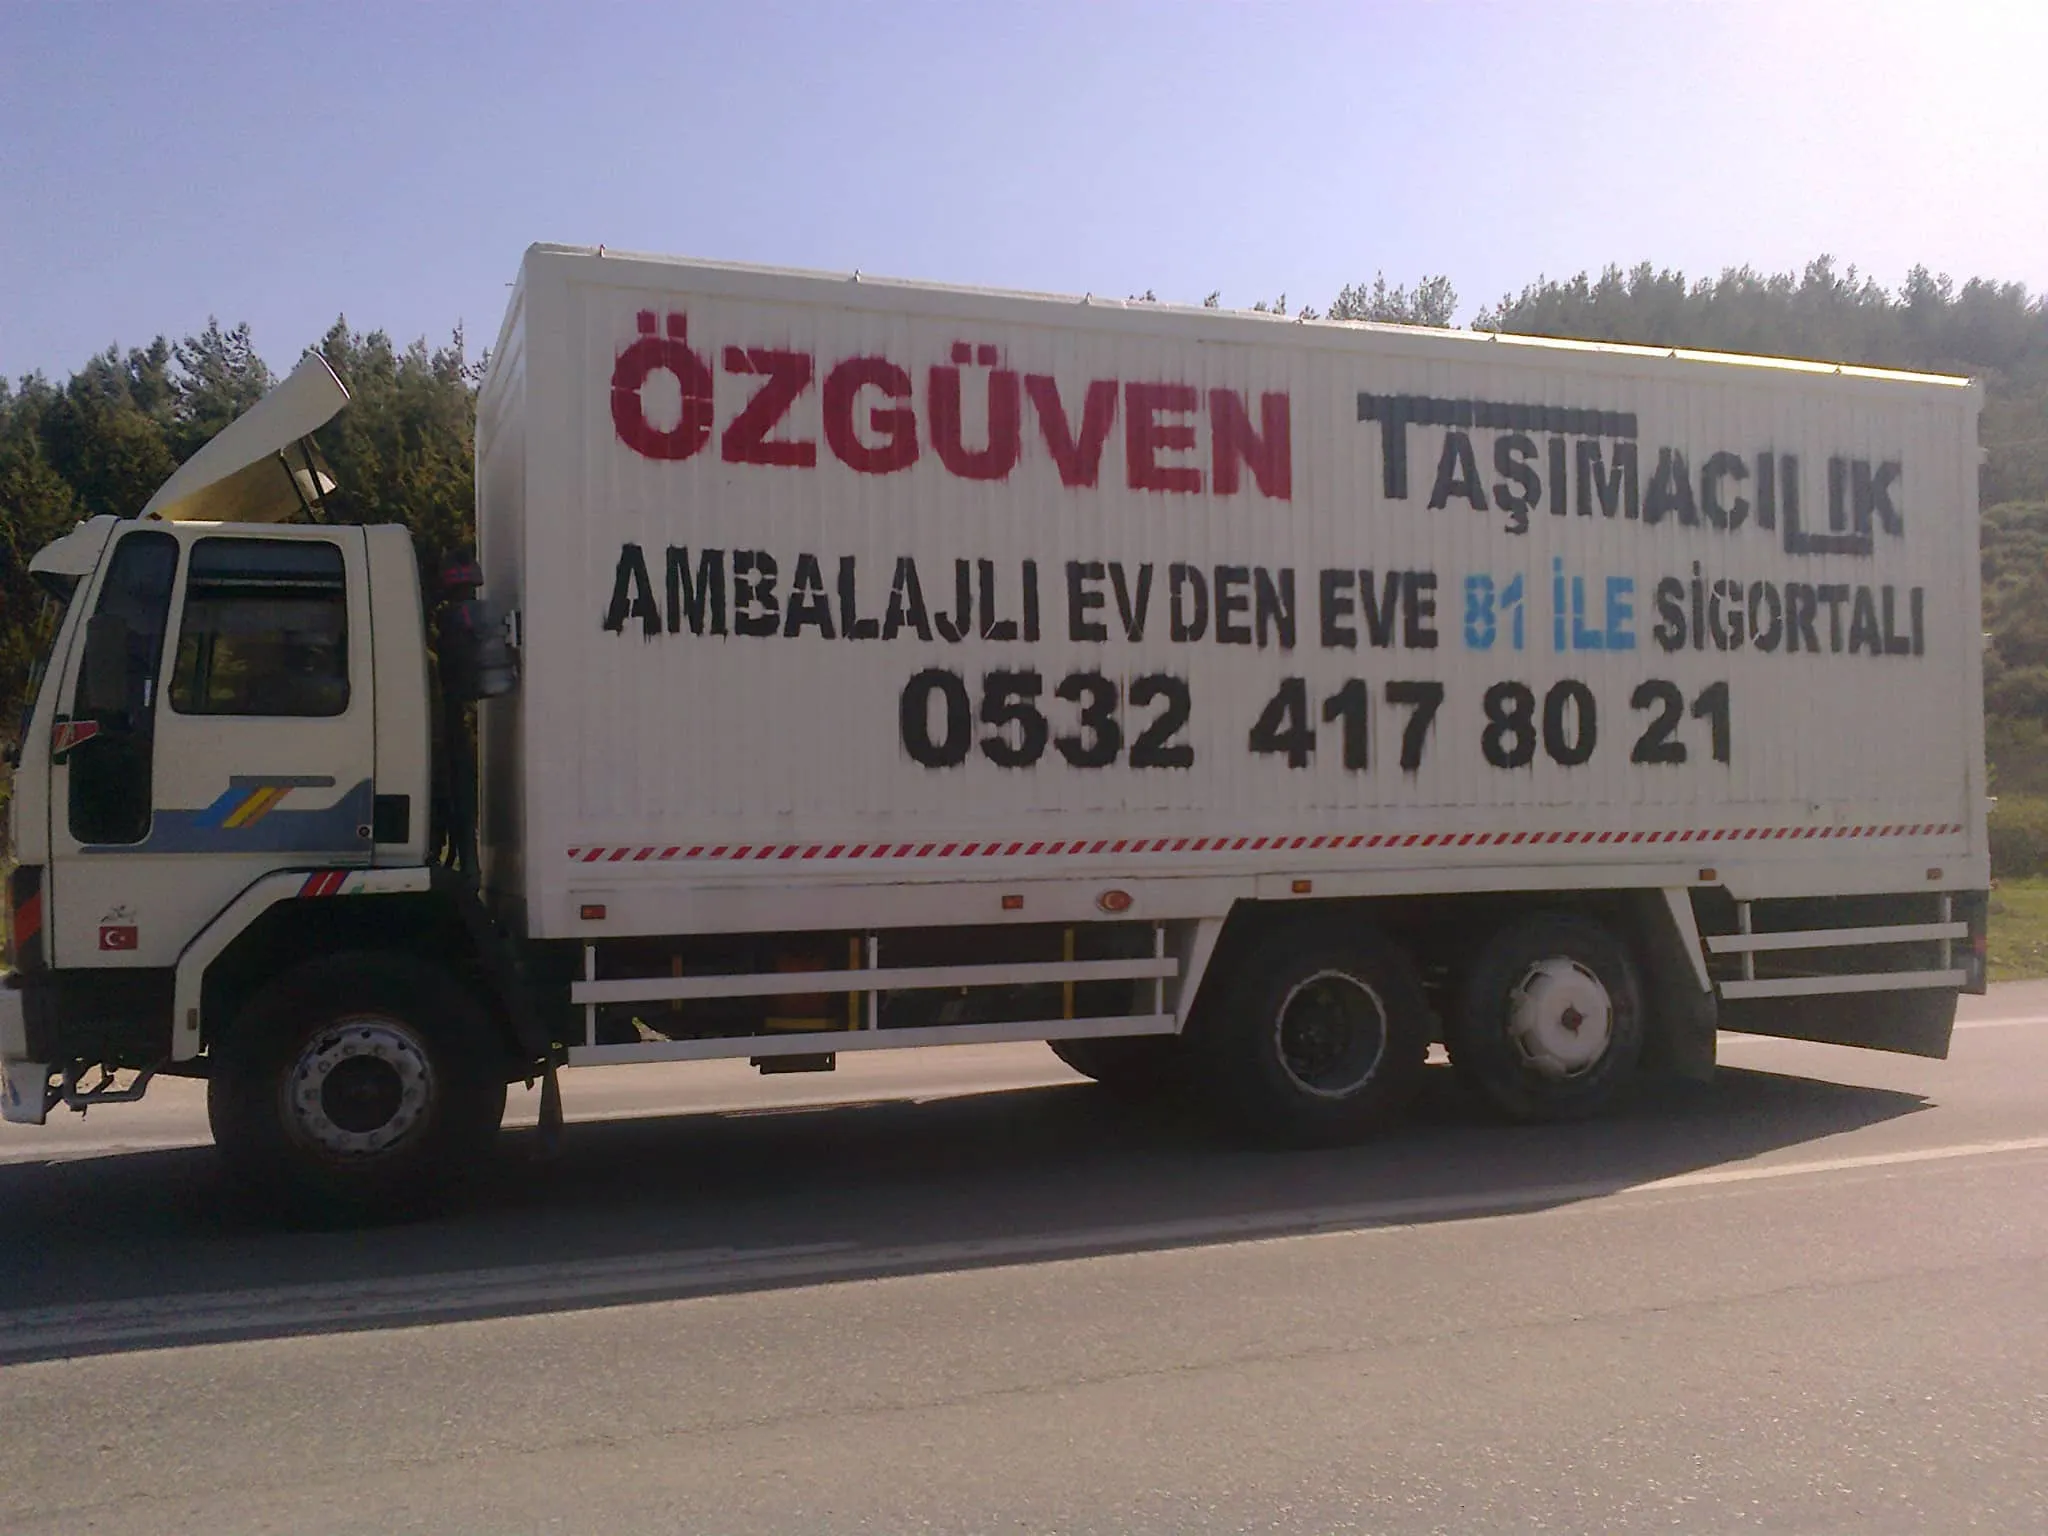 ÖZGÜVEN TAŞIMACILIK
AMBALAJLI EV DEN EVE 81 İLE SİGORTALI
0532 417 80 21